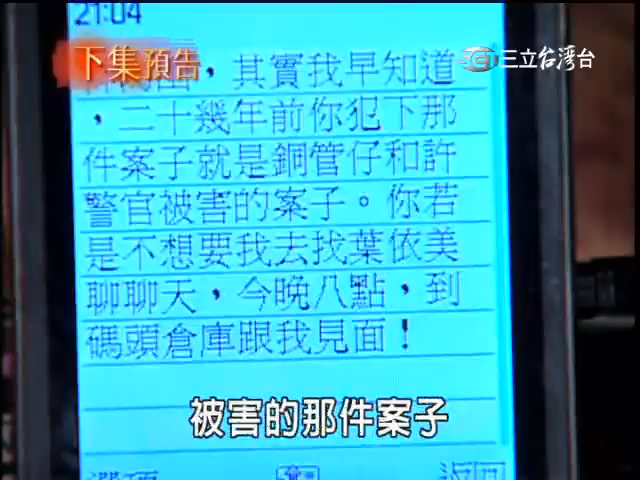 21:04
下集預告
三立台灣台
，其實我早知道
，二十幾年前你犯下那
件案子就是銅管仔和許
警官被害的案子。你若
是不想要我去找葉依美
聊聊天，今晚八點，到
碼頭倉庫跟我見面！
被害的那件案子
選項
返回